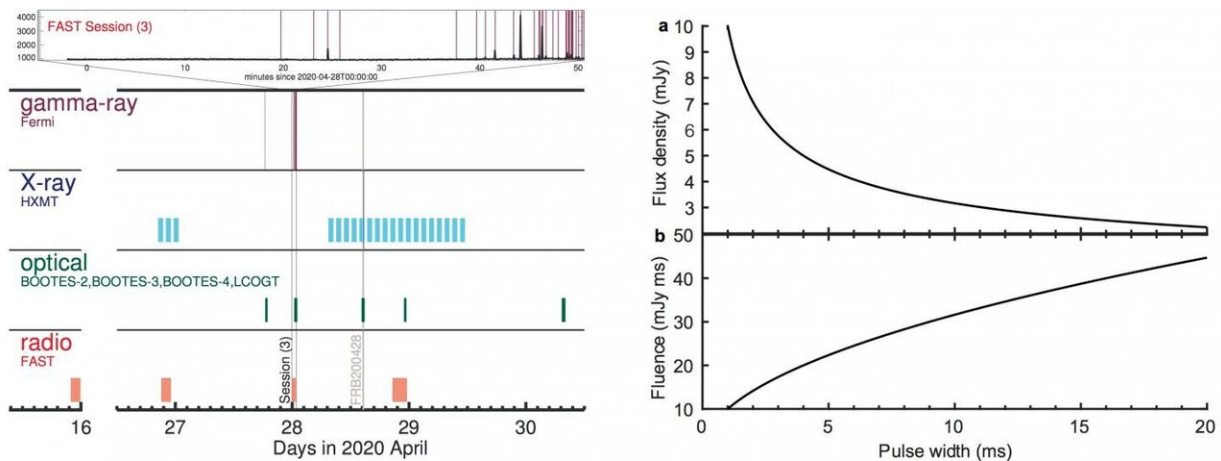 FAST Session (3)
4000
3000
2000
1000
0 10 20 30 40 50
minutes since 2020-04-28T00:00:00
gamma-ray
Fermi
X-ray
HXMT
optical
BOOTES-2,BOOTES-3,BOOTES-4,LCOGT
radio
FAST
Session (3)
FRB200428
16 27 28 29 30
Days in 2020 April
a
10
9
8
7
6
5
4
3
Flux density (mJy)
b
50
40
30
20
10
Fluence (mJy ms)
0 5 10 15 20
Pulse width (ms)